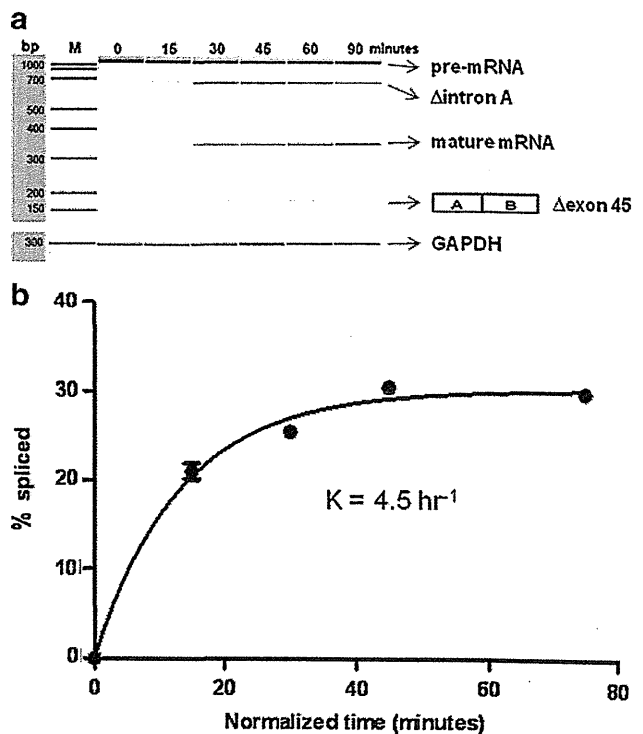 a
bp M 0 15 30 45 60 90 minutes
1000
700
500
400
300
200
150
300
pre-mRNA
Δintron A
mature mRNA
A B Δexon 45
GAPDH
b
% spliced
40
30
20
10
0
K = 4.5 hr⁻¹
0 20 40 60 80
Normalized time (minutes)